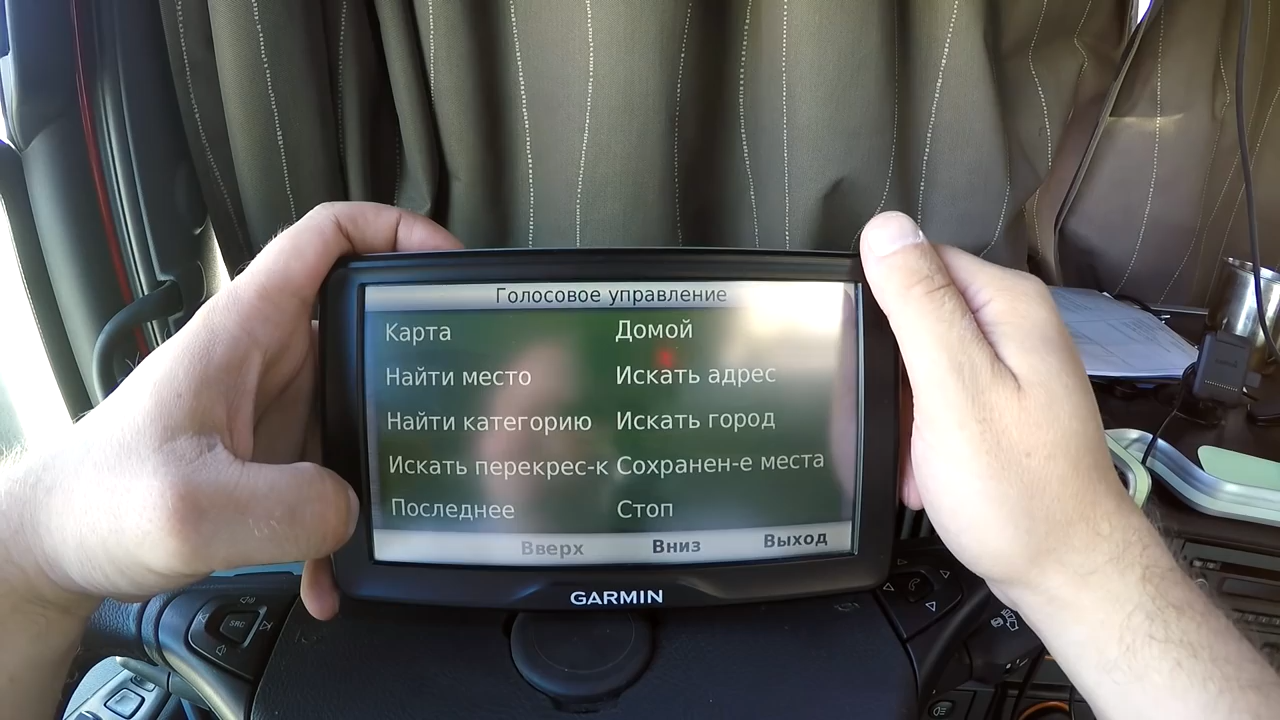 Голосовое управление
Карта Домой
Найти место Искать адрес
Найти категорию Искать город
Искать перекрес-к Сохранен-е места
Последнее Стоп
Вверх Вниз Выход
GARMIN
SRC